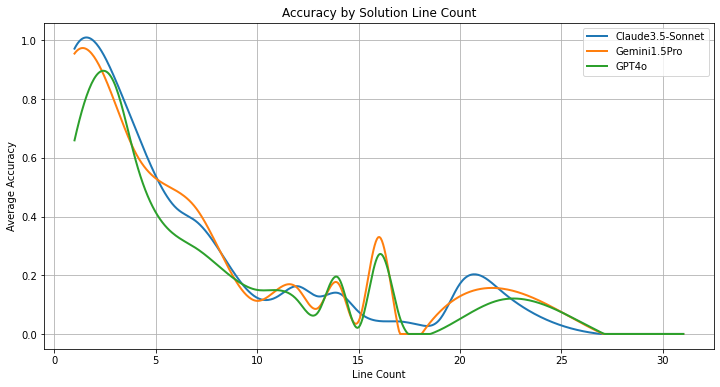 Accuracy by Solution Line Count
Claude3.5-Sonnet
Gemini1.5Pro
GPT4o
Average Accuracy
1.0
0.8
0.6
0.4
0.2
0.0
0
5
10
15
20
25
30
Line Count